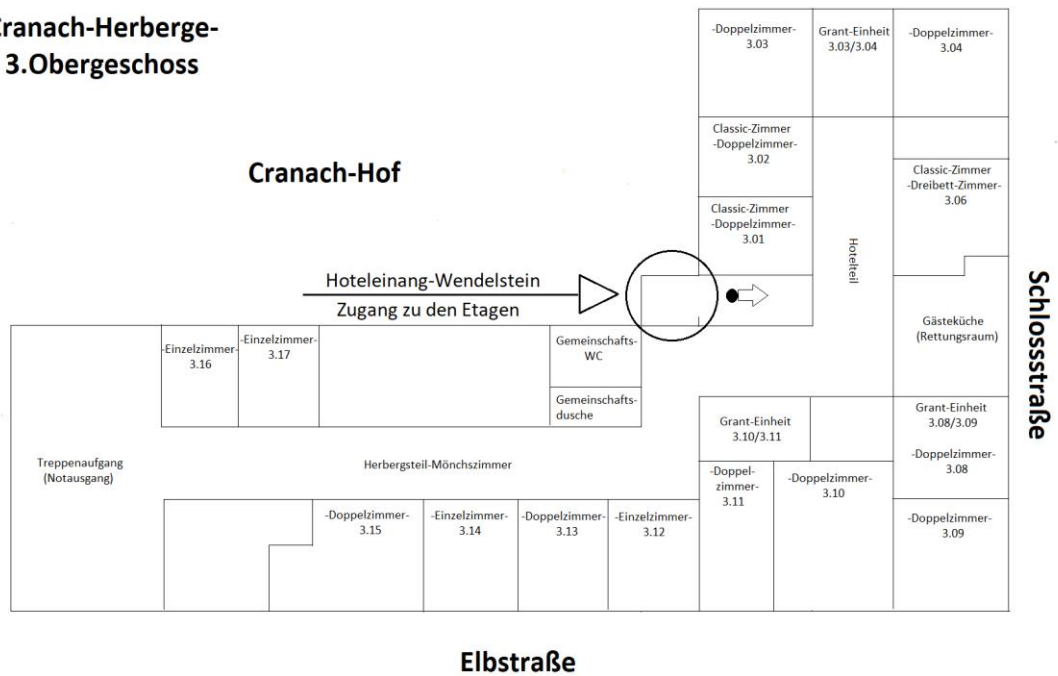 Cranach-Herberge-
3.Obergeschoss
Cranach-Hof
-Doppelzimmer-
3.03
Grant-Einheit
3.03/3.04
-Doppelzimmer-
3.04
Classic-Zimmer
-Doppelzimmer-
3.02
Classic-Zimmer
-Dreibett-Zimmer-
3.06
Classic-Zimmer
-Doppelzimmer-
3.01
Hotelteil
Hoteleinang-Wendelstein
Zugang zu den Etagen
Gästeküche
(Rettungsraum)
Schlossstraße
-Einzelzimmer-
3.16
-Einzelzimmer-
3.17
Gemeinschafts-
WC
Gemeinschafts-
dusche
Grant-Einheit
3.10/3.11
Grant-Einheit
3.08/3.09
-Doppelzimmer-
3.08
Treppenaufgang
(Notausgang)
Herbergsteil-Mönchszimmer
-Doppel-
zimmer-
3.11
-Doppelzimmer-
3.10
-Doppelzimmer-
3.15
-Einzelzimmer-
3.14
-Doppelzimmer-
3.13
-Einzelzimmer-
3.12
-Doppelzimmer-
3.09
Elbstraße